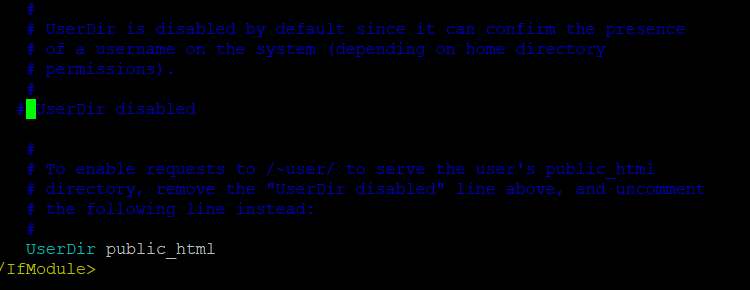 #
# UserDir is disabled by default since it can confirm the presence
# of a username on the system (depending on home directory
# permissions).
#
# UserDir disabled
#
# To enable requests to /~user/ to serve the user's public_html
# directory, remove the "UserDir disabled" line above, and uncomment
# the following line instead:
#
UserDir public_html
/IfModule>